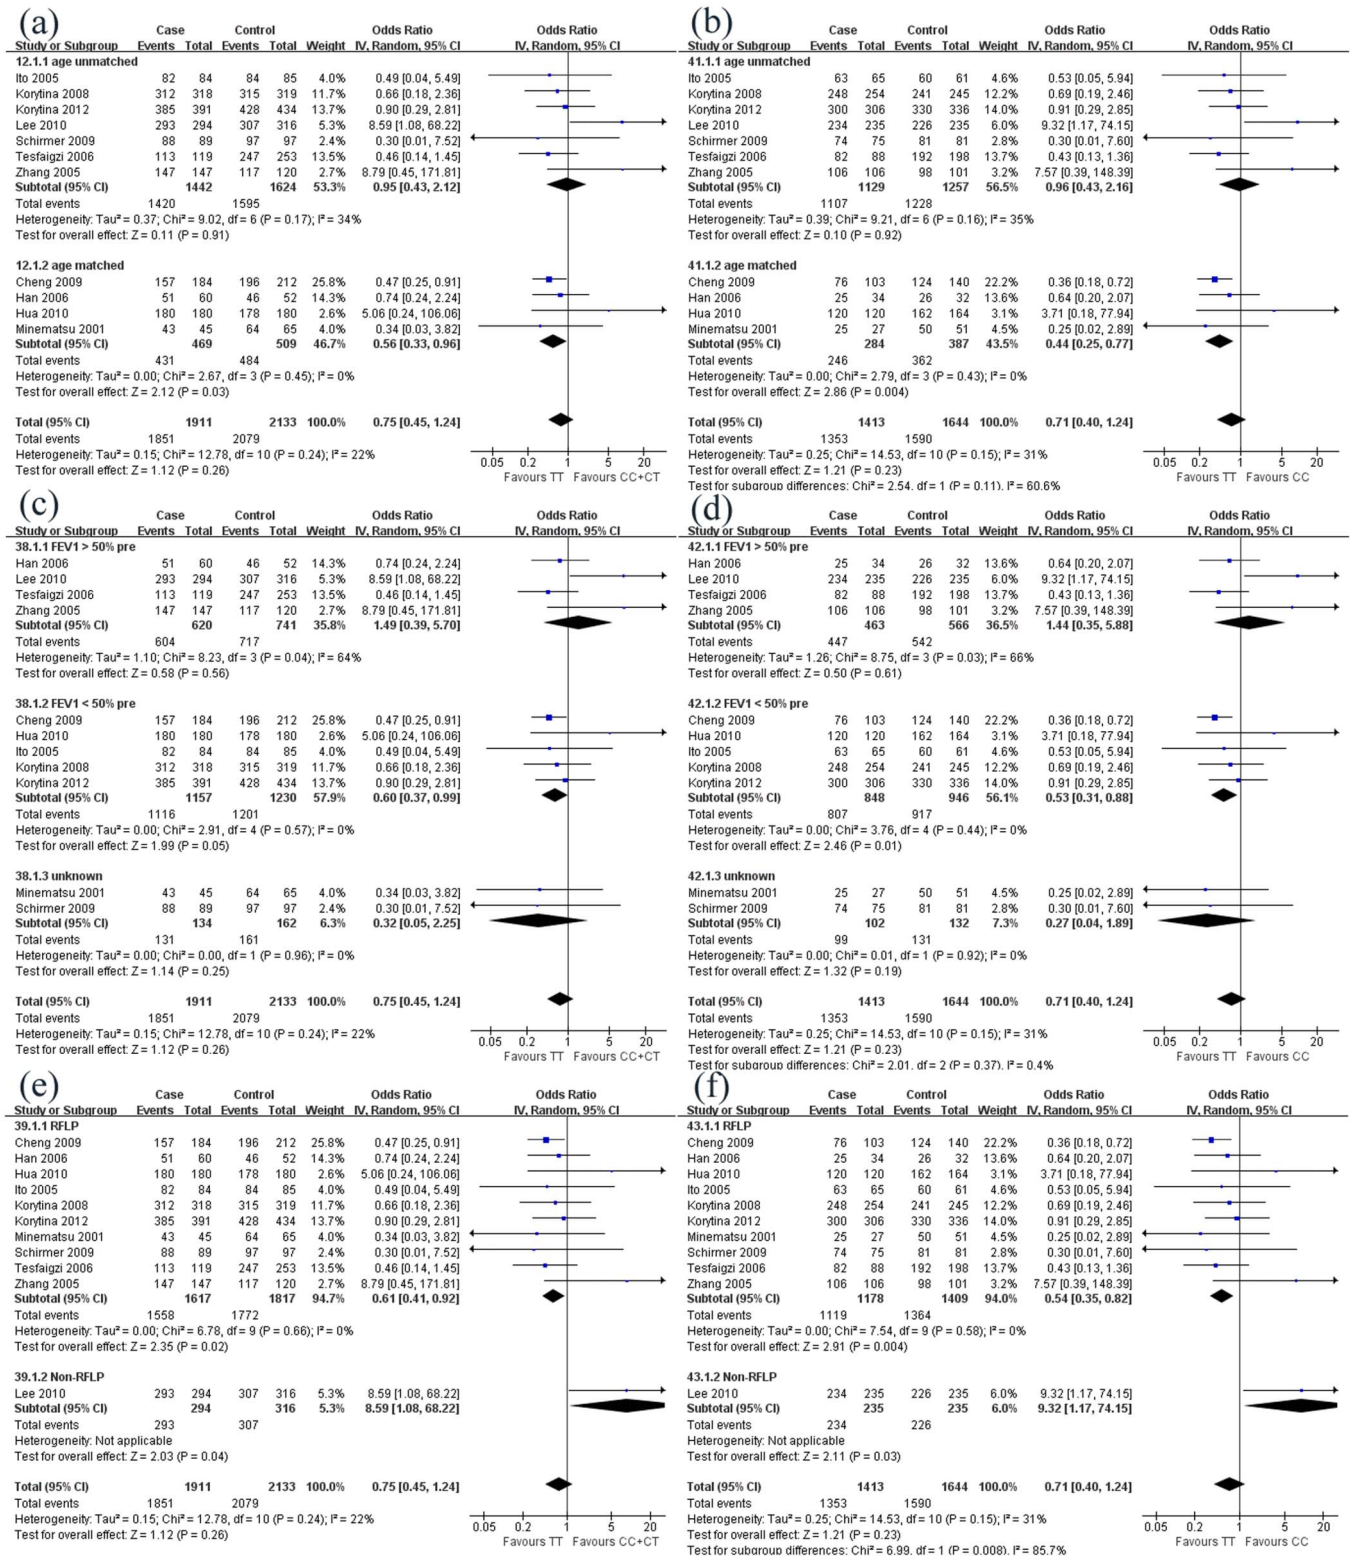 (a)
Case Control Odds Ratio Odds Ratio
Study or Subgroup Events Total Events Total Weight IV, Random, 95% CI IV, Random, 95% CI
12.1.1 age unmatched
Ito 2005 82 84 84 85 4.0% 0.49 [0.04, 5.49]
Korytina 2008 312 318 315 319 11.7% 0.66 [0.18, 2.36]
Korytina 2012 385 391 428 434 13.7% 0.90 [0.29, 2.81]
Lee 2010 293 294 307 316 5.3% 8.59 [1.08, 68.22]
Schirmer 2009 88 89 97 97 2.4% 0.30 [0.01, 7.52]
Tesfaigzi 2006 113 119 247 253 13.5% 0.46 [0.14, 1.45]
Zhang 2005 147 147 117 120 2.7% 8.79 [0.45, 171.81]
Subtotal (95% CI) 1442 1624 53.3% 0.95 [0.43, 2.12]
Total events 1420 1595
Heterogeneity: Tau² = 0.37; Chi² = 9.02, df = 6 (P = 0.17); I² = 34%
Test for overall effect: Z = 0.11 (P = 0.91)
12.1.2 age matched
Cheng 2009 157 184 196 212 25.8% 0.47 [0.25, 0.91]
Han 2006 51 60 46 52 14.3% 0.74 [0.24, 2.24]
Hua 2010 180 180 178 180 2.6% 5.06 [0.24, 106.06]
Minematsu 2001 43 45 64 65 4.0% 0.34 [0.03, 3.82]
Subtotal (95% CI) 469 509 46.7% 0.56 [0.33, 0.96]
Total events 431 484
Heterogeneity: Tau² = 0.00; Chi² = 2.67, df = 3 (P = 0.45); I² = 0%
Test for overall effect: Z = 2.12 (P = 0.03)
Total (95% CI) 1911 2133 100.0% 0.75 [0.45, 1.24]
Total events 1851 2079
Heterogeneity: Tau² = 0.15; Chi² = 12.78, df = 10 (P = 0.24); I² = 22%
Test for overall effect: Z = 1.12 (P = 0.26)
0.05 0.2 1 5 20
Favours TT Favours CC+CT
(b)
Case Control Odds Ratio Odds Ratio
Study or Subgroup Events Total Events Total Weight IV, Random, 95% CI IV, Random, 95% CI
41.1.1 age unmatched
Ito 2005 63 65 60 61 4.6% 0.53 [0.05, 5.94]
Korytina 2008 248 254 241 245 12.2% 0.69 [0.19, 2.46]
Korytina 2012 300 306 330 336 14.0% 0.91 [0.29, 2.85]
Lee 2010 234 235 226 235 6.0% 9.32 [1.17, 74.15]
Schirmer 2009 74 75 81 81 2.8% 0.30 [0.01, 7.60]
Tesfaigzi 2006 82 88 192 198 13.7% 0.43 [0.13, 1.36]
Zhang 2005 106 106 98 101 3.2% 7.57 [0.39, 148.39]
Subtotal (95% CI) 1129 1257 56.5% 0.96 [0.43, 2.16]
Total events 1107 1228
Heterogeneity: Tau² = 0.39; Chi² = 9.21, df = 6 (P = 0.16); I² = 35%
Test for overall effect: Z = 0.10 (P = 0.92)
41.1.2 age matched
Cheng 2009 76 103 124 140 22.2% 0.36 [0.18, 0.72]
Han 2006 25 34 26 32 13.6% 0.64 [0.20, 2.07]
Hua 2010 120 120 162 164 3.1% 3.71 [0.18, 77.94]
Minematsu 2001 25 27 50 51 4.5% 0.25 [0.02, 2.89]
Subtotal (95% CI) 284 387 43.5% 0.44 [0.25, 0.77]
Total events 246 362
Heterogeneity: Tau² = 0.00; Chi² = 2.79, df = 3 (P = 0.43); I² = 0%
Test for overall effect: Z = 2.86 (P = 0.004)
Total (95% CI) 1413 1644 100.0% 0.71 [0.40, 1.24]
Total events 1353 1590
Heterogeneity: Tau² = 0.25; Chi² = 14.53, df = 10 (P = 0.15); I² = 31%
Test for overall effect: Z = 1.21 (P = 0.23)
Test for subgroup differences: Chi² = 2.54, df = 1 (P = 0.11), I² = 60.6%
0.05 0.2 1 5 20
Favours TT Favours CC
(c)
Case Control Odds Ratio Odds Ratio
Study or Subgroup Events Total Events Total Weight IV, Random, 95% CI IV, Random, 95% CI
38.1.1 FEV1 > 50% pre
Han 2006 51 60 46 52 14.3% 0.74 [0.24, 2.24]
Lee 2010 293 294 307 316 5.3% 8.59 [1.08, 68.22]
Tesfaigzi 2006 113 119 247 253 13.5% 0.46 [0.14, 1.45]
Zhang 2005 147 147 117 120 2.7% 8.79 [0.45, 171.81]
Subtotal (95% CI) 620 741 35.8% 1.49 [0.39, 5.70]
Total events 604 717
Heterogeneity: Tau² = 1.10; Chi² = 8.23, df = 3 (P = 0.04); I² = 64%
Test for overall effect: Z = 0.58 (P = 0.56)
38.1.2 FEV1 < 50% pre
Cheng 2009 157 184 196 212 25.8% 0.47 [0.25, 0.91]
Hua 2010 180 180 178 180 2.6% 5.06 [0.24, 106.06]
Ito 2005 82 84 84 85 4.0% 0.49 [0.04, 5.49]
Korytina 2008 312 318 315 319 11.7% 0.66 [0.18, 2.36]
Korytina 2012 385 391 428 434 13.7% 0.90 [0.29, 2.81]
Subtotal (95% CI) 1157 1230 57.9% 0.60 [0.37, 0.99]
Total events 1116 1201
Heterogeneity: Tau² = 0.00; Chi² = 2.91, df = 4 (P = 0.57); I² = 0%
Test for overall effect: Z = 1.99 (P = 0.05)
38.1.3 unknown
Minematsu 2001 43 45 64 65 4.0% 0.34 [0.03, 3.82]
Schirmer 2009 88 89 97 97 2.4% 0.30 [0.01, 7.52]
Subtotal (95% CI) 134 162 6.3% 0.32 [0.05, 2.25]
Total events 131 161
Heterogeneity: Tau² = 0.00; Chi² = 0.00, df = 1 (P = 0.96); I² = 0%
Test for overall effect: Z = 1.14 (P = 0.25)
Total (95% CI) 1911 2133 100.0% 0.75 [0.45, 1.24]
Total events 1851 2079
Heterogeneity: Tau² = 0.15; Chi² = 12.78, df = 10 (P = 0.24); I² = 22%
Test for overall effect: Z = 1.12 (P = 0.26)
0.05 0.2 1 5 20
Favours TT Favours CC+CT
(d)
Case Control Odds Ratio Odds Ratio
Study or Subgroup Events Total Events Total Weight IV, Random, 95% CI IV, Random, 95% CI
42.1.1 FEV1 > 50% pre
Han 2006 25 34 26 32 13.6% 0.64 [0.20, 2.07]
Lee 2010 234 235 226 235 6.0% 9.32 [1.17, 74.15]
Tesfaigzi 2006 82 88 192 198 13.7% 0.43 [0.13, 1.36]
Zhang 2005 106 106 98 101 3.2% 7.57 [0.39, 148.39]
Subtotal (95% CI) 463 566 36.5% 1.44 [0.35, 5.88]
Total events 447 542
Heterogeneity: Tau² = 1.26; Chi² = 8.75, df = 3 (P = 0.03); I² = 66%
Test for overall effect: Z = 0.50 (P = 0.61)
42.1.2 FEV1 < 50% pre
Cheng 2009 76 103 124 140 22.2% 0.36 [0.18, 0.72]
Hua 2010 120 120 162 164 3.1% 3.71 [0.18, 77.94]
Ito 2005 63 65 60 61 4.6% 0.53 [0.05, 5.94]
Korytina 2008 248 254 241 245 12.2% 0.69 [0.19, 2.46]
Korytina 2012 300 306 330 336 14.0% 0.91 [0.29, 2.85]
Subtotal (95% CI) 848 946 56.1% 0.53 [0.31, 0.88]
Total events 807 917
Heterogeneity: Tau² = 0.00; Chi² = 3.76, df = 4 (P = 0.44); I² = 0%
Test for overall effect: Z = 2.46 (P = 0.01)
42.1.3 unknown
Minematsu 2001 25 27 50 51 4.5% 0.25 [0.02, 2.89]
Schirmer 2009 74 75 81 81 2.8% 0.30 [0.01, 7.60]
Subtotal (95% CI) 102 132 7.3% 0.27 [0.04, 1.89]
Total events 99 131
Heterogeneity: Tau² = 0.00; Chi² = 0.01, df = 1 (P = 0.92); I² = 0%
Test for overall effect: Z = 1.32 (P = 0.19)
Total (95% CI) 1413 1644 100.0% 0.71 [0.40, 1.24]
Total events 1353 1590
Heterogeneity: Tau² = 0.25; Chi² = 14.53, df = 10 (P = 0.15); I² = 31%
Test for overall effect: Z = 1.21 (P = 0.23)
Test for subgroup differences: Chi² = 2.01, df = 2 (P = 0.37), I² = 0.4%
0.05 0.2 1 5 20
Favours TT Favours CC
(e)
Case Control Odds Ratio Odds Ratio
Study or Subgroup Events Total Events Total Weight IV, Random, 95% CI IV, Random, 95% CI
39.1.1 RFLP
Cheng 2009 157 184 196 212 25.8% 0.47 [0.25, 0.91]
Han 2006 51 60 46 52 14.3% 0.74 [0.24, 2.24]
Hua 2010 180 180 178 180 2.6% 5.06 [0.24, 106.06]
Ito 2005 82 84 84 85 4.0% 0.49 [0.04, 5.49]
Korytina 2008 312 318 315 319 11.7% 0.66 [0.18, 2.36]
Korytina 2012 385 391 428 434 13.7% 0.90 [0.29, 2.81]
Minematsu 2001 43 45 64 65 4.0% 0.34 [0.03, 3.82]
Schirmer 2009 88 89 97 97 2.4% 0.30 [0.01, 7.52]
Tesfaigzi 2006 113 119 247 253 13.5% 0.46 [0.14, 1.45]
Zhang 2005 147 147 117 120 2.7% 8.79 [0.45, 171.81]
Subtotal (95% CI) 1617 1817 94.7% 0.61 [0.41, 0.92]
Total events 1558 1772
Heterogeneity: Tau² = 0.00; Chi² = 6.78, df = 9 (P = 0.66); I² = 0%
Test for overall effect: Z = 2.35 (P = 0.02)
39.1.2 Non-RFLP
Lee 2010 293 294 307 316 5.3% 8.59 [1.08, 68.22]
Subtotal (95% CI) 294 316 5.3% 8.59 [1.08, 68.22]
Total events 293 307
Heterogeneity: Not applicable
Test for overall effect: Z = 2.03 (P = 0.04)
Total (95% CI) 1911 2133 100.0% 0.75 [0.45, 1.24]
Total events 1851 2079
Heterogeneity: Tau² = 0.15; Chi² = 12.78, df = 10 (P = 0.24); I² = 22%
Test for overall effect: Z = 1.12 (P = 0.26)
0.05 0.2 1 5 20
Favours TT Favours CC+CT
(f)
Case Control Odds Ratio Odds Ratio
Study or Subgroup Events Total Events Total Weight IV, Random, 95% CI IV, Random, 95% CI
43.1.1 RFLP
Cheng 2009 76 103 124 140 22.2% 0.36 [0.18, 0.72]
Han 2006 25 34 26 32 13.6% 0.64 [0.20, 2.07]
Hua 2010 120 120 162 164 3.1% 3.71 [0.18, 77.94]
Ito 2005 63 65 60 61 4.6% 0.53 [0.05, 5.94]
Korytina 2008 248 254 241 245 12.2% 0.69 [0.19, 2.46]
Korytina 2012 300 306 330 336 14.0% 0.91 [0.29, 2.85]
Minematsu 2001 25 27 50 51 4.5% 0.25 [0.02, 2.89]
Schirmer 2009 74 75 81 81 2.8% 0.30 [0.01, 7.60]
Tesfaigzi 2006 82 88 192 198 13.7% 0.43 [0.13, 1.36]
Zhang 2005 106 106 98 101 3.2% 7.57 [0.39, 148.39]
Subtotal (95% CI) 1178 1409 94.0% 0.54 [0.35, 0.82]
Total events 1119 1364
Heterogeneity: Tau² = 0.00; Chi² = 7.54, df = 9 (P = 0.58); I² = 0%
Test for overall effect: Z = 2.91 (P = 0.004)
43.1.2 Non-RFLP
Lee 2010 234 235 226 235 6.0% 9.32 [1.17, 74.15]
Subtotal (95% CI) 235 235 6.0% 9.32 [1.17, 74.15]
Total events 234 226
Heterogeneity: Not applicable
Test for overall effect: Z = 2.11 (P = 0.03)
Total (95% CI) 1413 1644 100.0% 0.71 [0.40, 1.24]
Total events 1353 1590
Heterogeneity: Tau² = 0.25; Chi² = 14.53, df = 10 (P = 0.15); I² = 31%
Test for overall effect: Z = 1.21 (P = 0.23)
Test for subgroup differences: Chi² = 6.99, df = 1 (P = 0.008), I² = 85.7%
0.05 0.2 1 5 20
Favours TT Favours CC